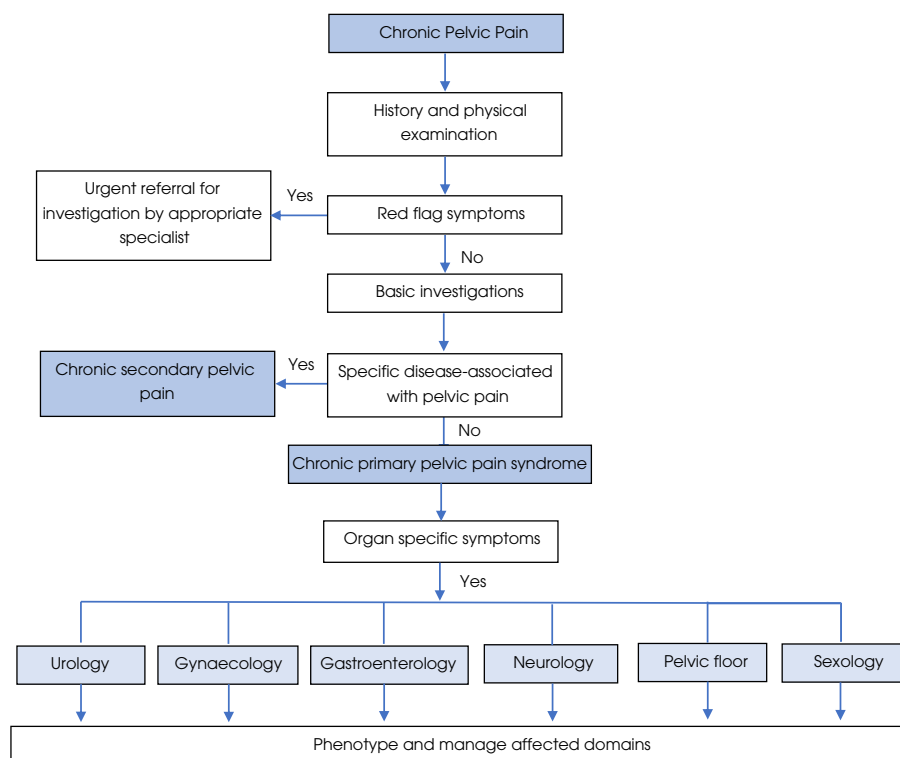 Chronic Pelvic Pain
History and physical
examination
Urgent referral for
investigation by appropriate
specialist
Yes
Red flag symptoms
No
Basic investigations
Chronic secondary pelvic
pain
Yes
Specific disease-associated
with pelvic pain
No
Chronic primary pelvic pain syndrome
Organ specific symptoms
Yes
Urology
Gynaecology
Gastroenterology
Neurology
Pelvic floor
Sexology
Phenotype and manage affected domains